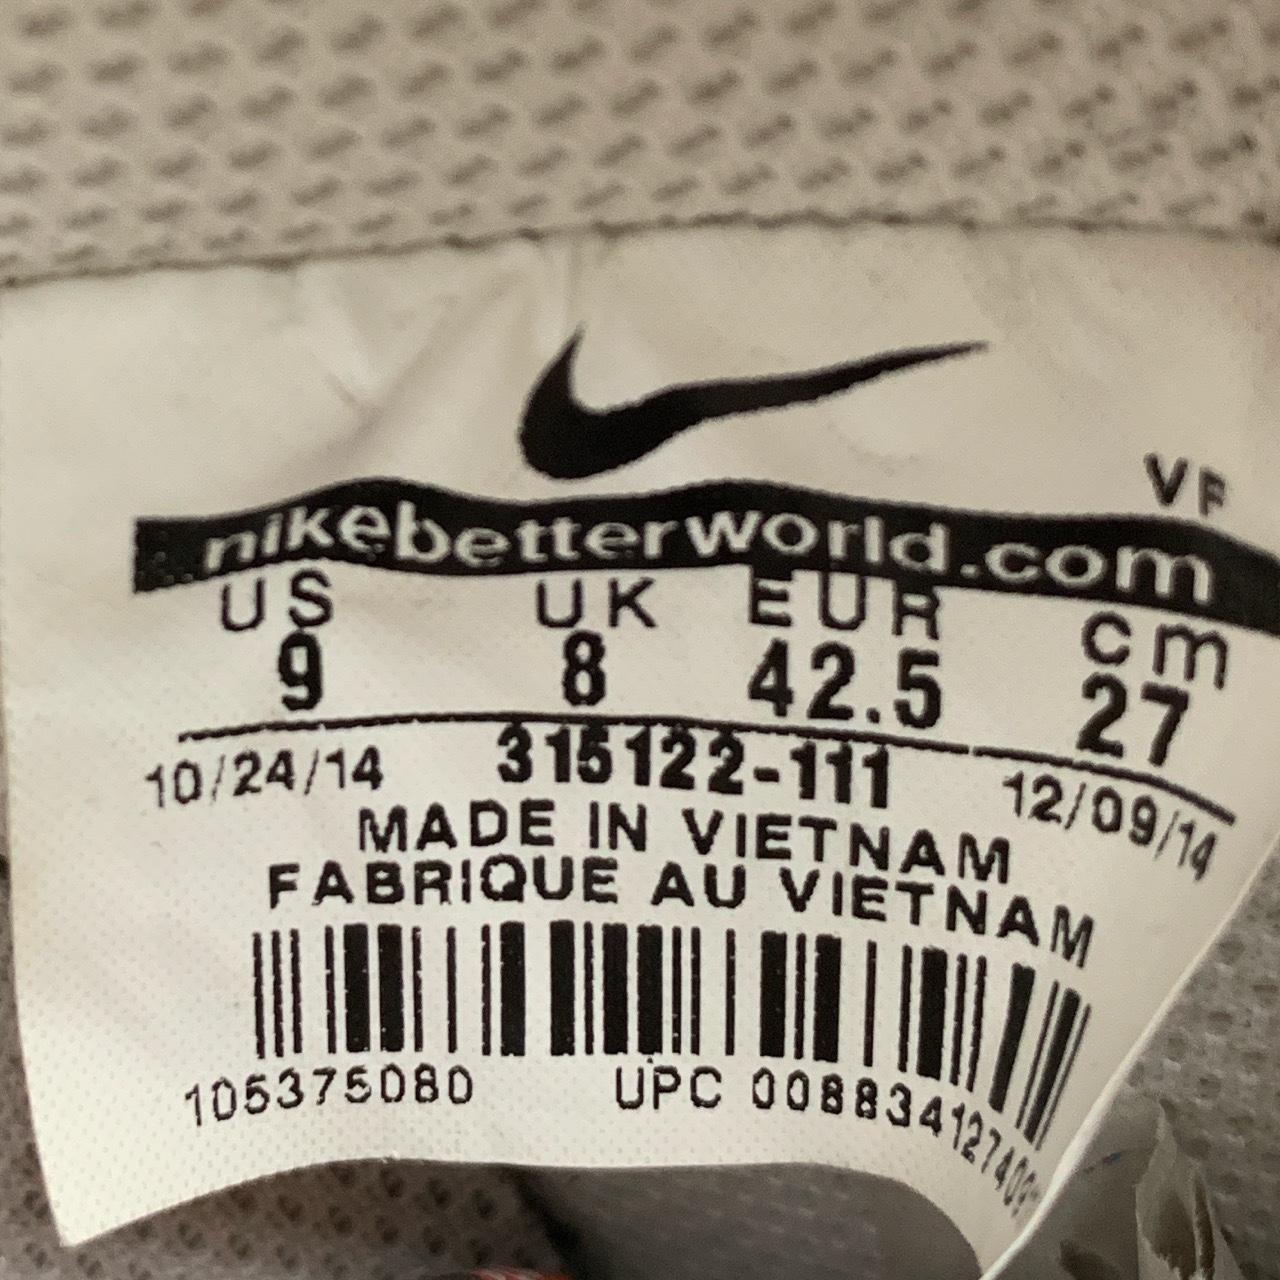 VF
nikebetterworld.com
US UK EUR cm
9 8 42.5 27
10/24/14 315122-111 12/09/14
MADE IN VIETNAM
FABRIQUE AU VIETNAM
105375080 UPC